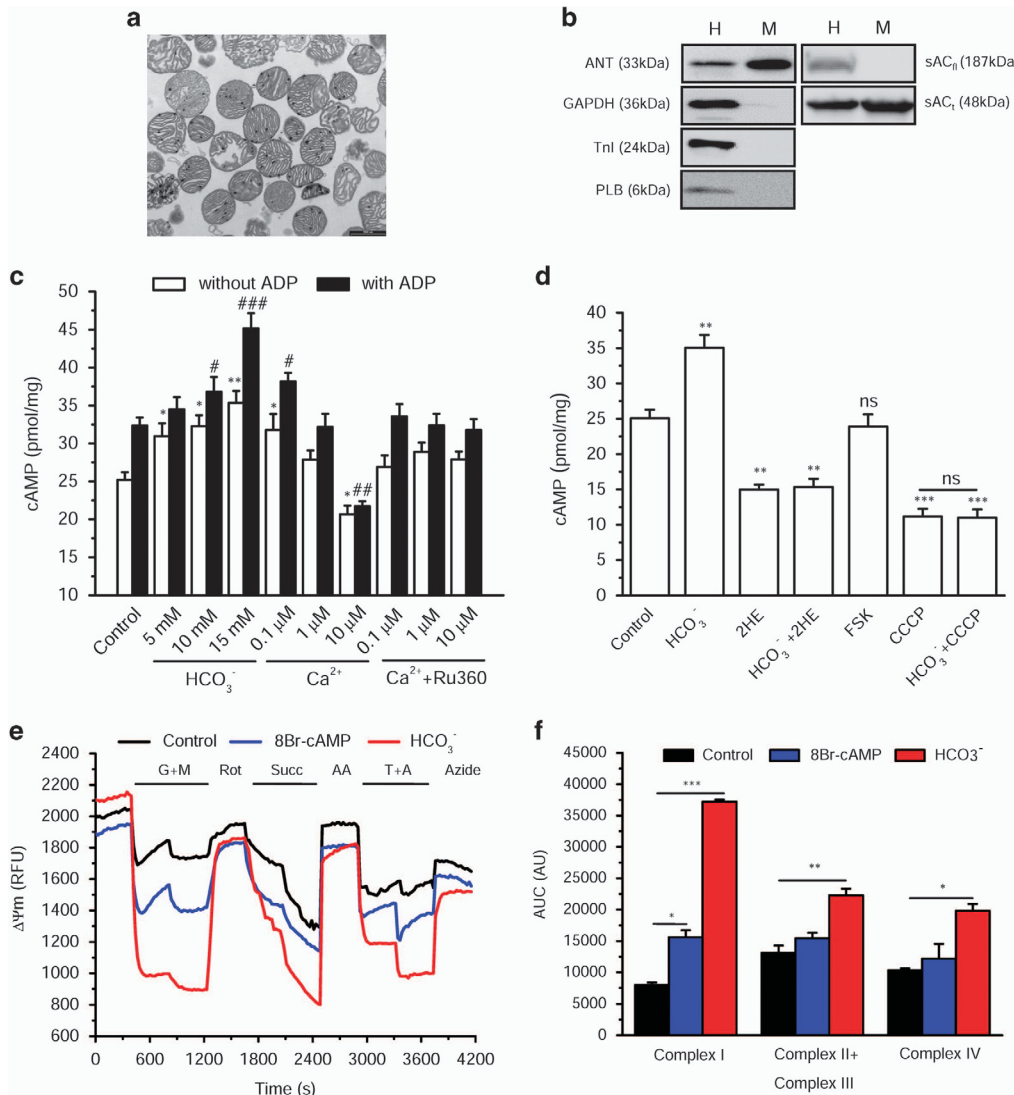 a
b
H M H M
ANT (33kDa)
GAPDH (36kDa)
TnI (24kDa)
PLB (6kDa)
sACfl (187kDa
sACt (48kDa)
c
without ADP with ADP
50
45
40
35
30
25
20
15
10
cAMP (pmol/mg)
* * # ** ### * # * ##
Control
5 mM
10 mM
15 mM
0.1 µM
1 µM
10 µM
0.1 µM
1 µM
10 µM
HCO3-
Ca2+
Ca2++Ru360
d
40
35
30
25
20
15
10
5
0
cAMP (pmol/mg)
** ** ** ns *** ns ***
Control
HCO3-
2HE
HCO3-+2HE
FSK
CCCP
HCO3-+CCCP
e
Control 8Br-cAMP HCO3-
G+M Rot Succ AA T+A Azide
2400
2200
2000
1800
1600
1400
1200
1000
800
600
ΔΨm (RFU)
0 600 1200 1800 2400 3000 3600 4200
Time (s)
f
Control 8Br-cAMP HCO3-
45000
40000
35000
30000
25000
20000
15000
10000
5000
0
AUC (AU)
***
*
**
*
Complex I
Complex II+
Complex III
Complex IV